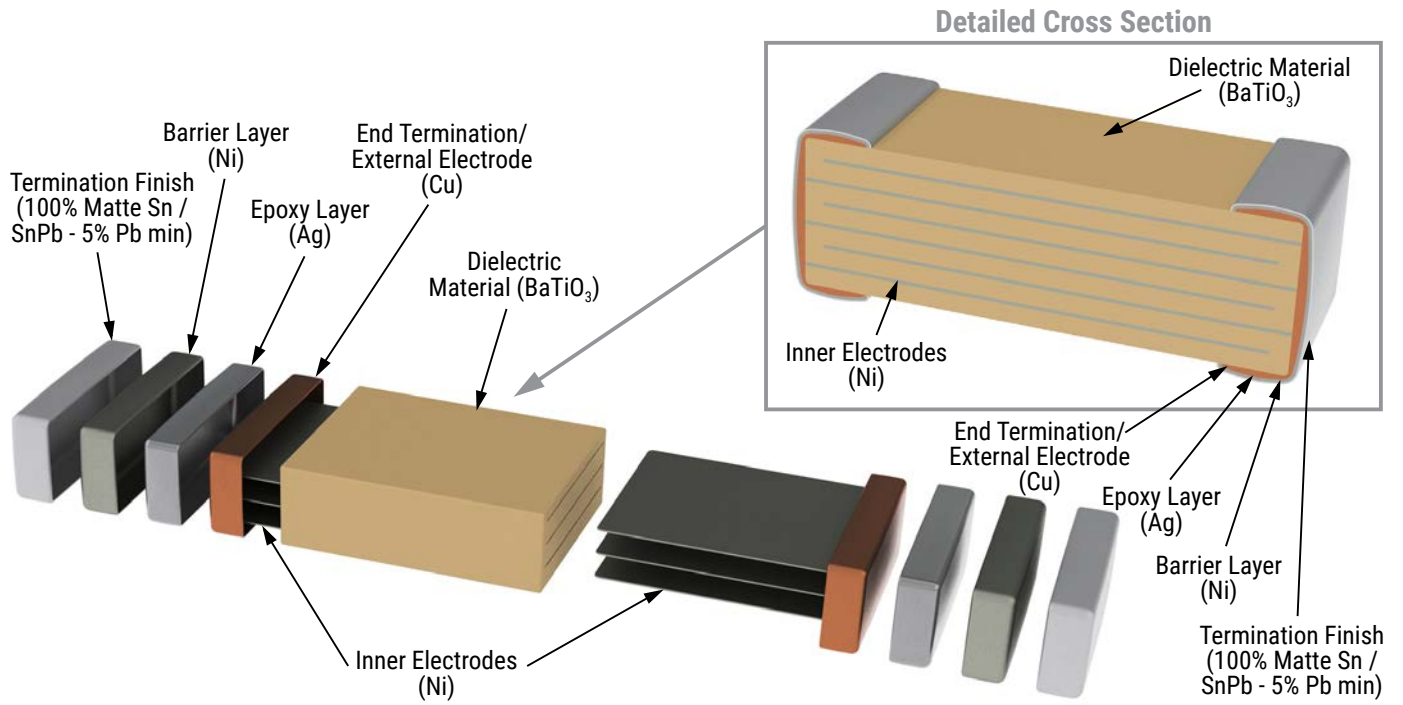 Detailed Cross Section
Dielectric Material
(BaTiO₃)
Inner Electrodes
(Ni)
End Termination/
External Electrode
(Cu)
Epoxy Layer
(Ag)
Barrier Layer
(Ni)
Termination Finish
(100% Matte Sn /
SnPb - 5% Pb min)
Termination Finish
(100% Matte Sn /
SnPb - 5% Pb min)
Barrier Layer
(Ni)
Epoxy Layer
(Ag)
End Termination/
External Electrode
(Cu)
Dielectric
Material (BaTiO₃)
Inner Electrodes
(Ni)